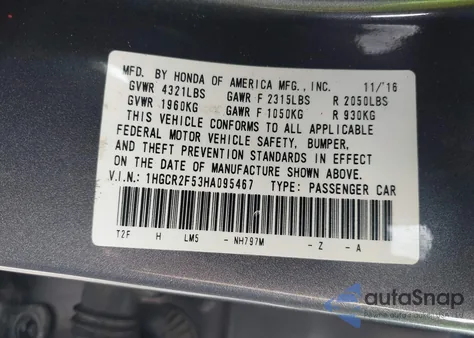 MFD. BY HONDA OF AMERICA MFG., INC. 11/16
GVWR 4321LBS GAWR F 2315LBS R 2050LBS
GVWR 1960KG GAWR F 1050KG R 930KG
THIS VEHICLE CONFORMS TO ALL APPLICABLE
FEDERAL MOTOR VEHICLE SAFETY, BUMPER,
AND THEFT PREVENTION STANDARDS IN EFFECT
ON THE DATE OF MANUFACTURE SHOWN ABOVE.
V.I.N.: 1HGCR2F53HA095467 TYPE: PASSENGER CAR
T2F H LM5 - NH797M - Z - A
autoSnap